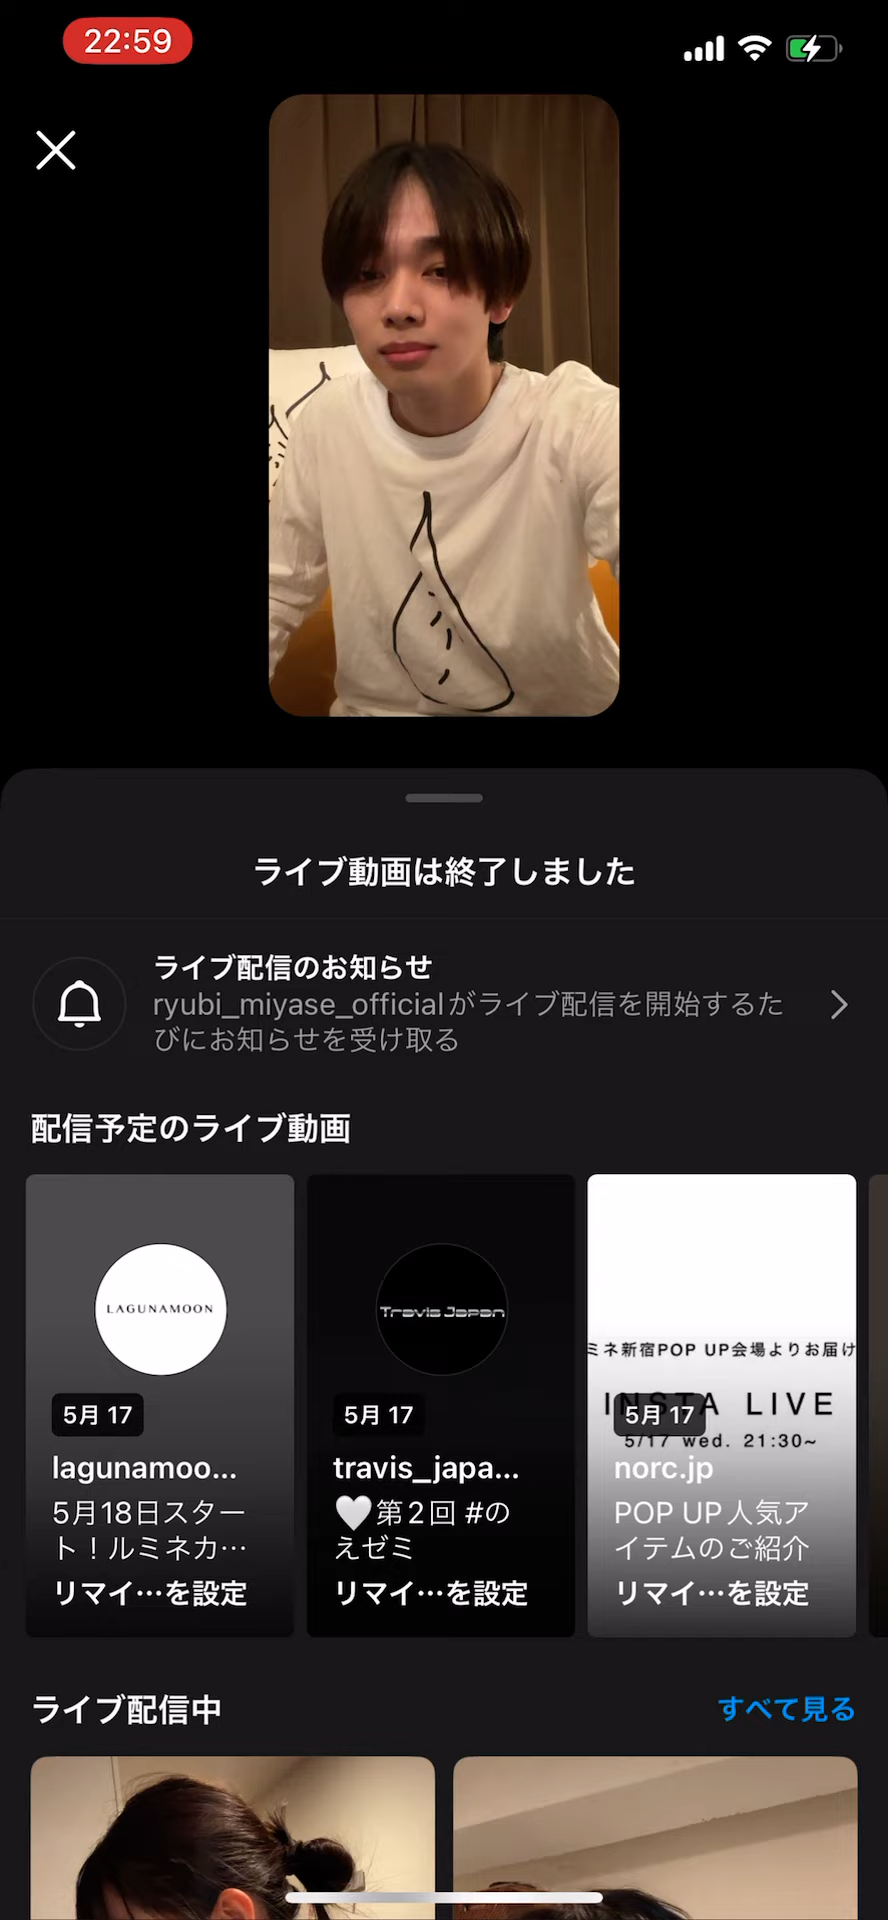 22:59
ライブ動画は終了しました
ライブ配信のお知らせ
ryubi_miyase_officialがライブ配信を開始するた
びにお知らせを受け取る
配信予定のライブ動画
LAGUNAMOON
5月 17
lagunamoo...
5月18日スター
ト！ルミネカ…
リマイ…を設定
Travis Japan
5月 17
travis_japa...
🤍第2回 #の
えゼミ
リマイ…を設定
ミネ新宿POP UP会場よりお届け
INSTA LIVE
5月 17
5/17 wed. 21:30~
norc.jp
POP UP人気ア
イテムのご紹介
リマイ…を設定
ライブ配信中
すべて見る